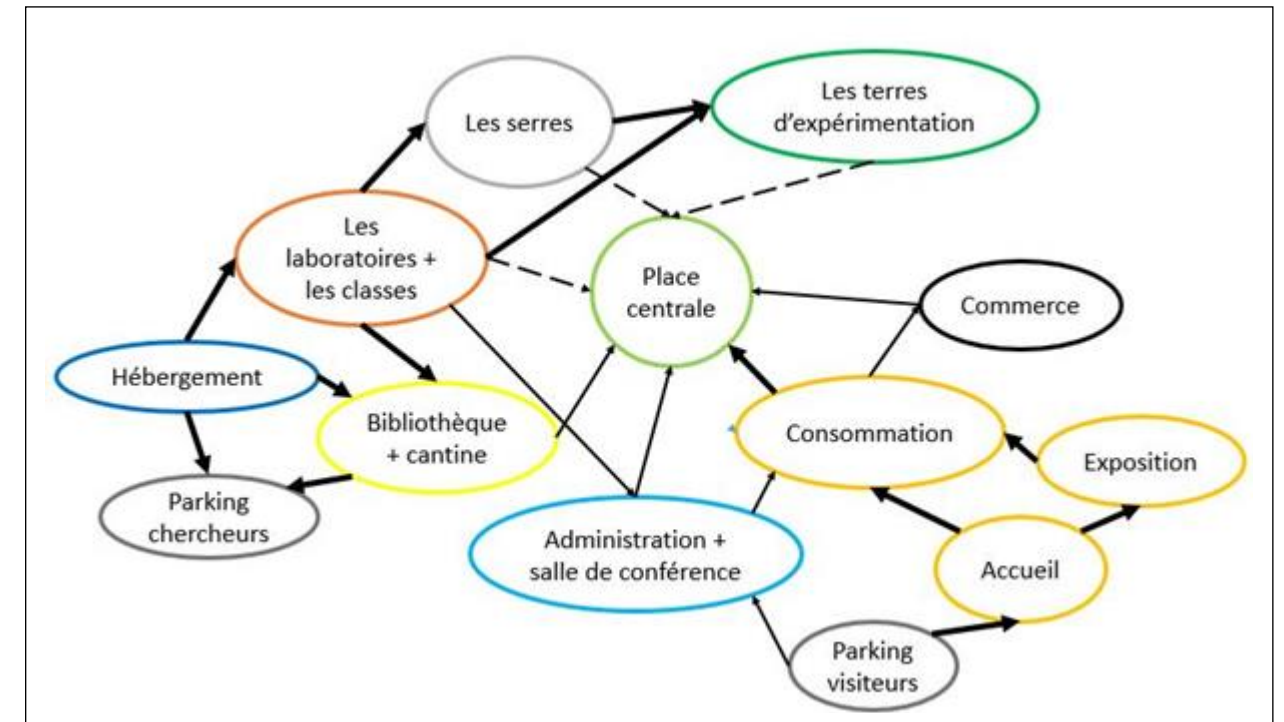 Les serres
Les terres
d'expérimentation
Les
laboratoires +
les classes
Place
centrale
Commerce
Hébergement
Bibliothèque
+ cantine
Consommation
Exposition
Parking
chercheurs
Administration +
salle de conférence
Accueil
Parking
visiteurs